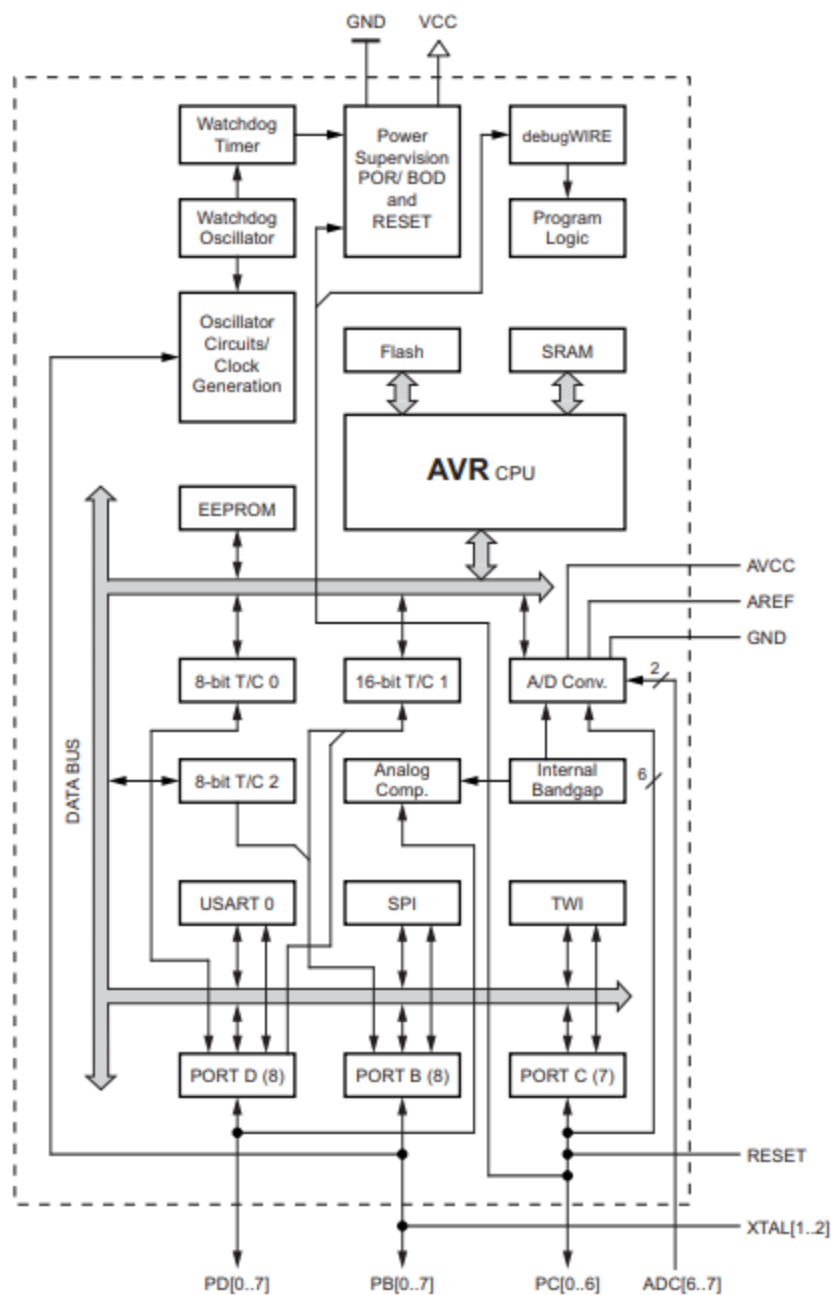 GND
VCC
Watchdog
Timer
Power
Supervision
POR/ BOD
and
RESET
debugWIRE
Watchdog
Oscillator
Program
Logic
Oscillator
Circuits/
Clock
Generation
Flash
SRAM
AVR CPU
EEPROM
AVCC
AREF
GND
8-bit T/C 0
16-bit T/C 1
A/D Conv.
2
DATA BUS
8-bit T/C 2
Analog
Comp.
Internal
Bandgap
6
USART 0
SPI
TWI
PORT D (8)
PORT B (8)
PORT C (7)
RESET
XTAL[1..2]
PD[0..7]
PB[0..7]
PC[0..6]
ADC[6..7]